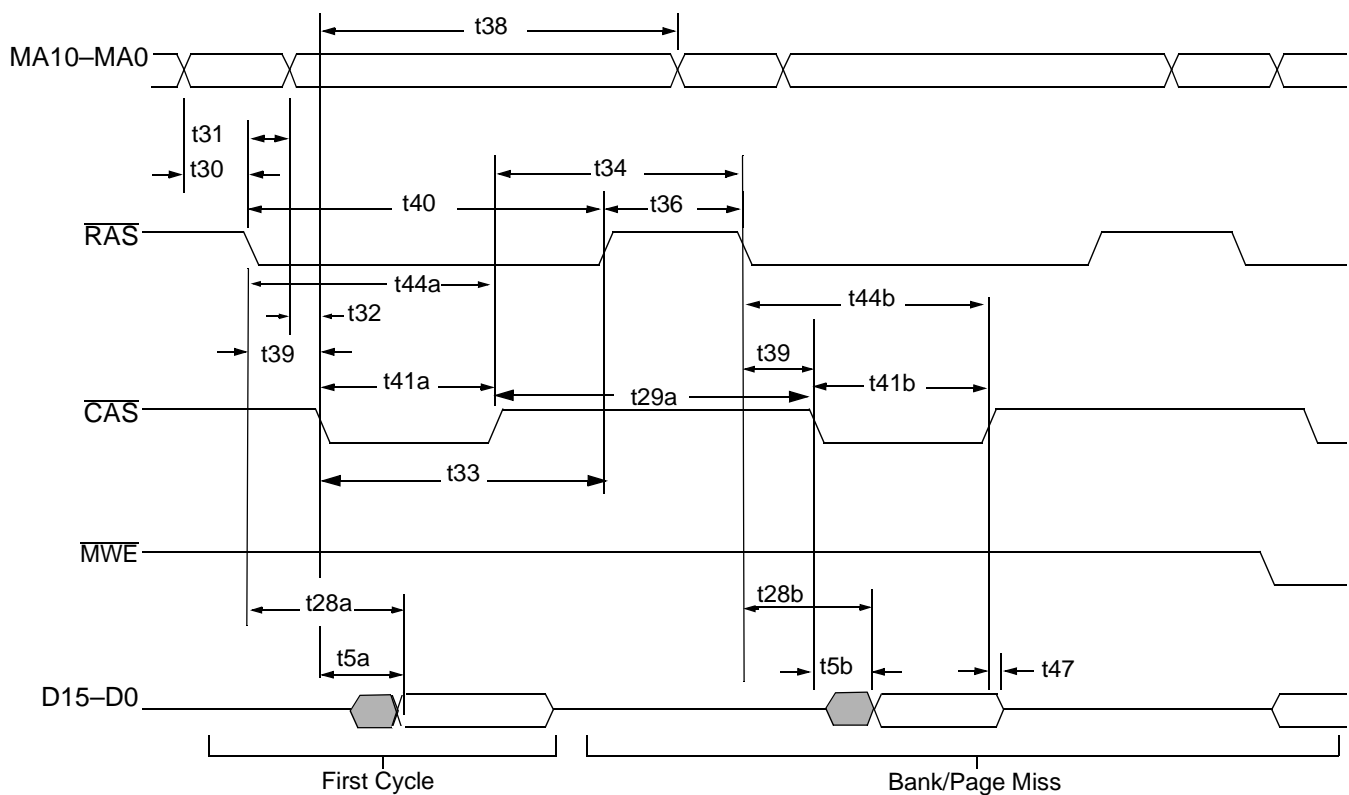 t38
MA10–MA0
t31
t30
t34
t40
t36
RAS
t44a
t44b
t32
t39
t39
t41a
t41b
t29a
CAS
t33
MWE
t28a
t28b
t5a
t5b
t47
D15–D0
First Cycle
Bank/Page Miss